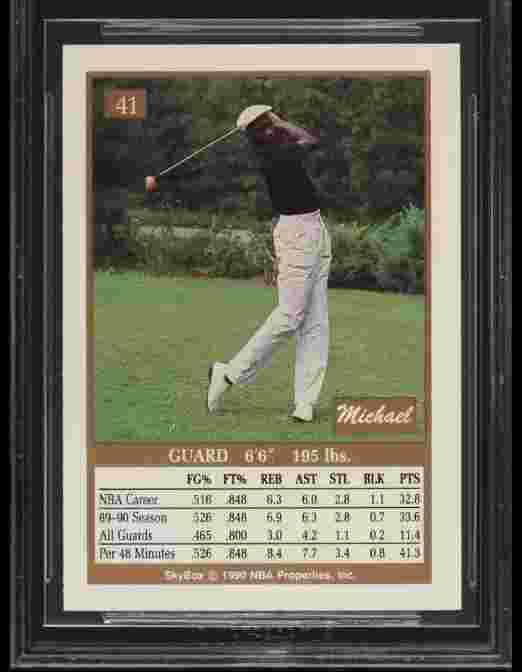 41
Michael
GUARD 6'6" 195 lbs.
FG% FT% REB AST STL BLK PTS
NBA Career .516 .848 6.3 6.0 2.8 1.1 32.8
89-90 Season .526 .848 6.9 6.3 2.8 0.7 33.6
All Guards .465 .800 3.0 4.2 1.1 0.2 11.4
Per 48 Minutes .526 .848 8.4 7.7 3.4 0.8 41.3
SkyBox © 1990 NBA Properties, Inc.